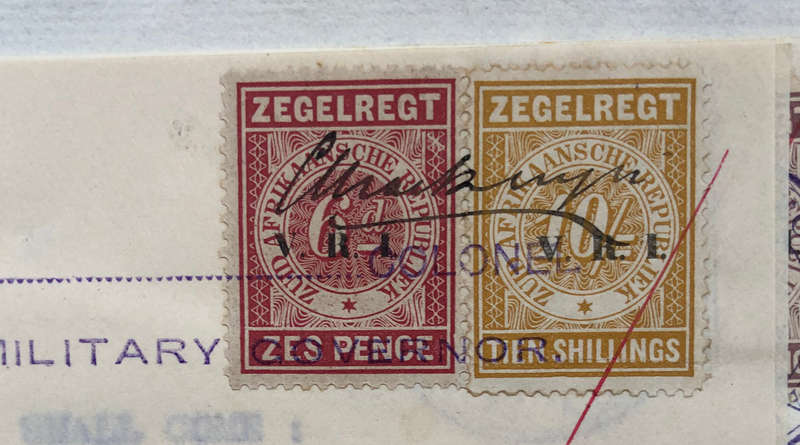 ZEGELREGT ZEGELREGT
ZUID AFRIKAANSCHE REPUBLIEK ZUID AFRIKAANSCHE REPUBLIEK
6d 10/-
V. R. I. V. R. I.
COLONEL
ZES PENCE TIEN SHILLINGS
MILITARY GOVERNOR.